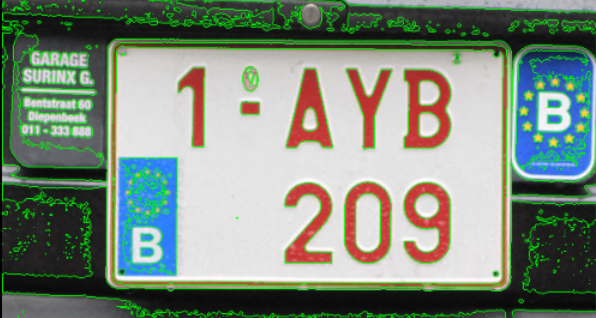 GARAGE
SURINX G.
Bentstraat 60
Diepenbeek
011 - 333 888
1-AYB
209
B
B